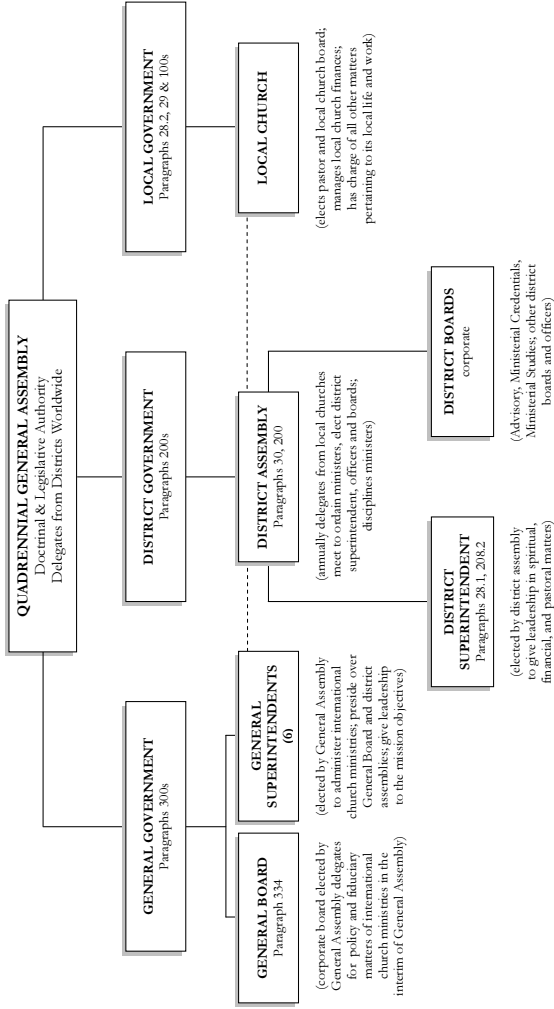 QUADRENNIAL GENERAL ASSEMBLY
Doctrinal & Legislative Authority
Delegates from Districts Worldwide
GENERAL GOVERNMENT
Paragraphs 300s
DISTRICT GOVERNMENT
Paragraphs 200s
LOCAL GOVERNMENT
Paragraphs 28.2, 29 & 100s
GENERAL BOARD
Paragraph 334
(corporate board elected by
General Assembly delegates
for policy and fiduciary
matters of international
church ministries in the
interim of General Assembly)
GENERAL
SUPERINTENDENTS
(6)
(elected by General Assembly
to administer international
church ministries; preside over
General Board and district
assemblies; give leadership
to the mission objectives)
DISTRICT ASSEMBLY
Paragraphs 30, 200
(annually delegates from local churches
meet to ordain ministers, elect district
superintendent, officers and boards;
disciplines ministers)
LOCAL CHURCH
(elects pastor and local church board;
manages local church finances;
has charge of all other matters
pertaining to its local life and work)
DISTRICT
SUPERINTENDENT
Paragraphs 28.1, 208.2
(elected by district assembly
to give leadership in spiritual,
financial, and pastoral matters)
DISTRICT BOARDS
corporate
(Advisory, Ministerial Credentials,
Ministerial Studies; other district
boards and officers)